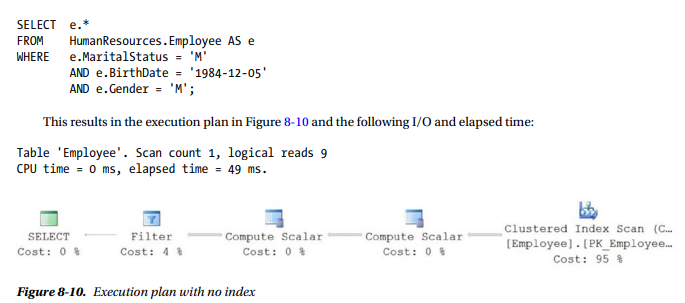 SELECT e.*
FROM HumanResources.Employee AS e
WHERE e.MaritalStatus = 'M'
AND e.BirthDate = '1984-12-05'
AND e.Gender = 'M';
This results in the execution plan in Figure 8-10 and the following I/O and elapsed time:
Table 'Employee'. Scan count 1, logical reads 9
CPU time = 0 ms, elapsed time = 49 ms.
SELECT
Cost: 0 %
Filter
Cost: 4 %
Compute Scalar
Cost: 0 %
Compute Scalar
Cost: 0 %
Clustered Index Scan (C…
[Employee].[PK_Employee…
Cost: 95 %
Figure 8-10. Execution plan with no index